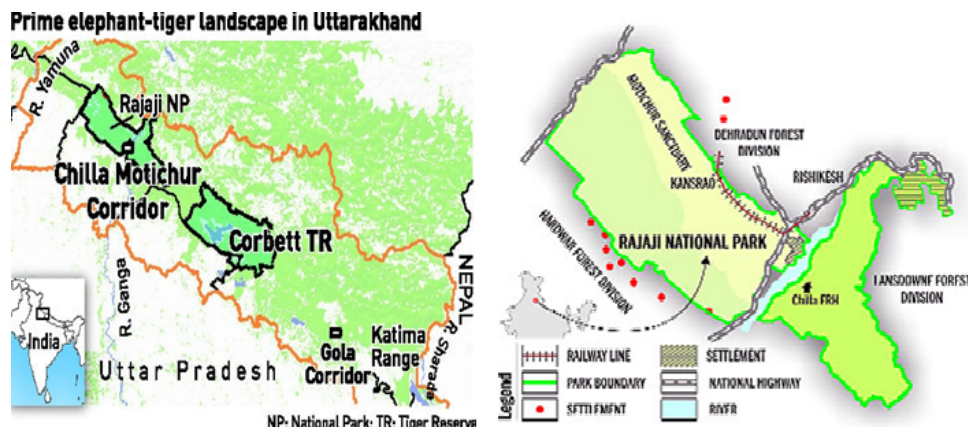 Prime elephant-tiger landscape in Uttarakhand
R. Yamuna
Rajaji NP
Chilla Motichur
Corridor
Corbett TR
R. Ganga
NEPAL
India
Uttar Pradesh
Gola
Corridor
Katima
Range
R. Sharada
NP: National Park; TR: Tiger Reserve
MOTICHUR SANCTUARY
DEHRADUN FOREST
DIVISION
KANSRAO
RISHIKESH
RAJAJI NATIONAL PARK
HARDWAR FOREST DIVISION
LANSDOWNE FOREST
DIVISION
Chila FRH
Legend
RAILWAY LINE
PARK BOUNDARY
SETTLEMENT
SETTLEMENT
NATIONAL HIGHWAY
RIVER